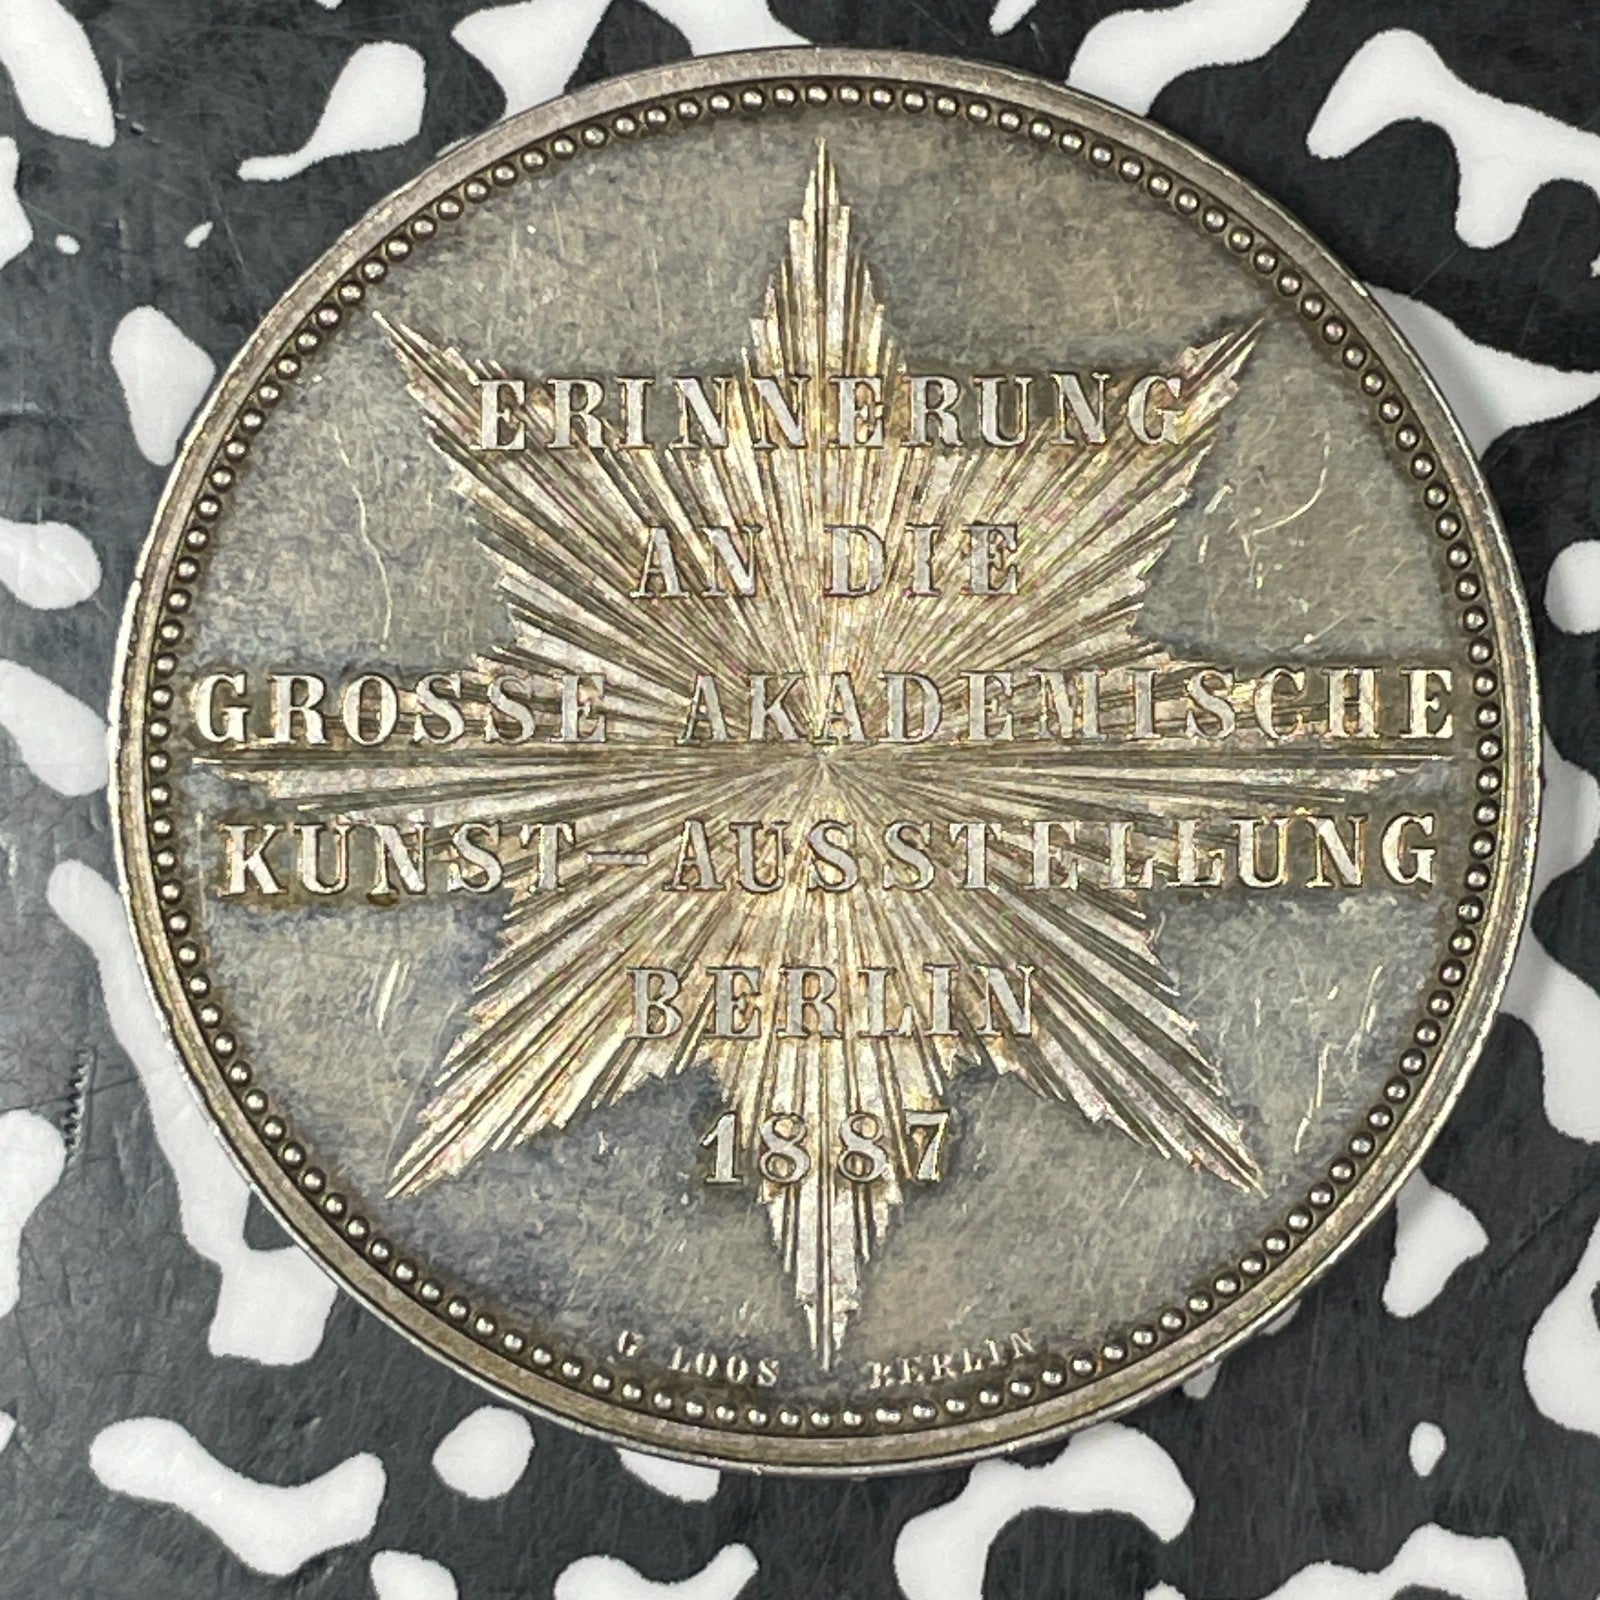 ERINNERUNG
AN DIE
GROSSE AKADEMISCHE
KUNST-AUSSTELLUNG
BERLIN
1887
G LOOS BERLIN